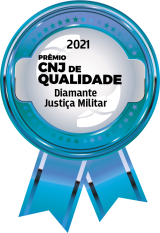 2021
PRÊMIO
CNJ DE
QUALIDADE
Diamante
Justiça Militar